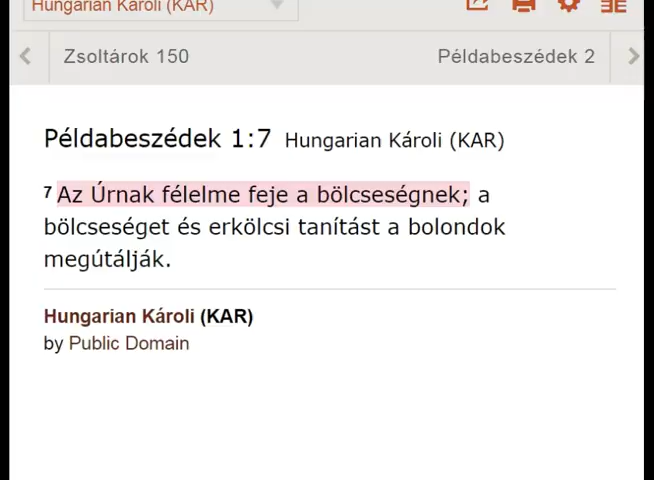 Hungarian Károli (KAR)
Zsoltárok 150 Példabeszédek 2
Példabeszédek 1:7 Hungarian Károli (KAR)
7 Az Úrnak félelme feje a bölcseségnek; a
bölcseséget és erkölcsi tanítást a bolondok
megútálják.
Hungarian Károli (KAR)
by Public Domain